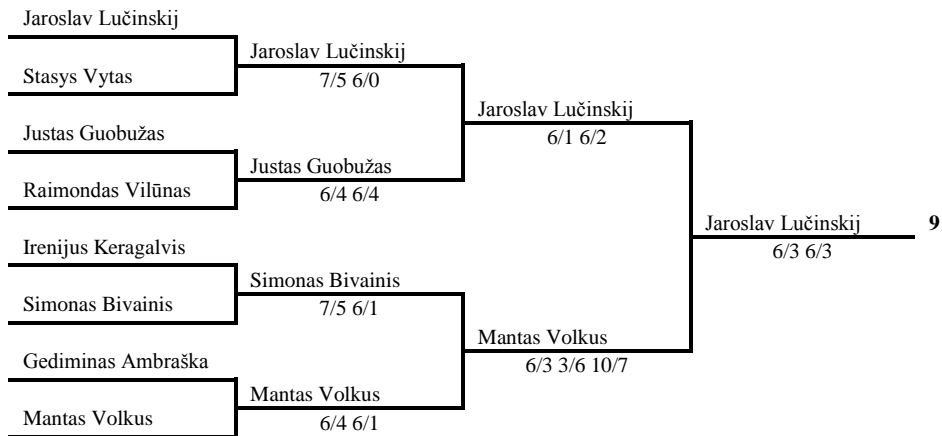 Jaroslav Lučinskij
Jaroslav Lučinskij
Stasys Vytas
7/5 6/0
Jaroslav Lučinskij
Justas Guobužas
6/1 6/2
Justas Guobužas
Raimondas Vilūnas
6/4 6/4
Jaroslav Lučinskij 9
Irenijus Keragalvis
6/3 6/3
Simonas Bivainis
Simonas Bivainis
7/5 6/1
Mantas Volkus
Gediminas Ambraška
6/3 3/6 10/7
Mantas Volkus
Mantas Volkus
6/4 6/1